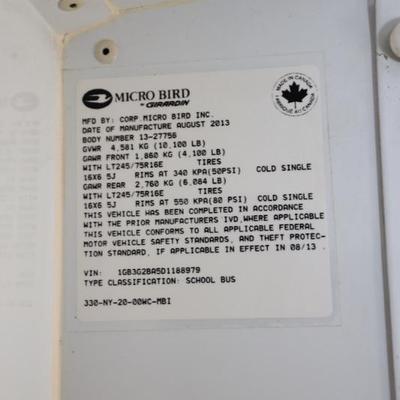 MICRO BIRD
BY GIRARDIN
MADE IN CANADA
FABRIQUÉ AU CANADA
MFD BY: CORP. MICRO BIRD INC.
DATE OF MANUFACTURE AUGUST 2013
BODY NUMBER 13-27756
GVWR 4,581 KG (10,100 LB)
GAWR FRONT 1,860 KG (4,100 LB)
WITH LT245/75R16E TIRES
16X6 5J RIMS AT 340 KPA(50PSI) COLD SINGLE
GAWR REAR 2,760 KG (6,084 LB)
WITH LT245/75R16E TIRES
16X6 5J RIMS AT 550 KPA(80 PSI) COLD SINGLE
THIS VEHICLE HAS BEEN COMPLETED IN ACCORDANCE
WITH THE PRIOR MANUFACTURERS IVD,WHERE APPLICABLE
THIS VEHICLE CONFORMS TO ALL APPLICABLE FEDERAL
MOTOR VEHICLE SAFETY STANDARDS, AND THEFT PROTEC-
TION STANDARD, IF APPLICABLE IN EFFECT IN 08/13 .
VIN: 1GB3G2BA5D1188979
TYPE CLASSIFICATION: SCHOOL BUS
330-NY-20-00WC-MBI